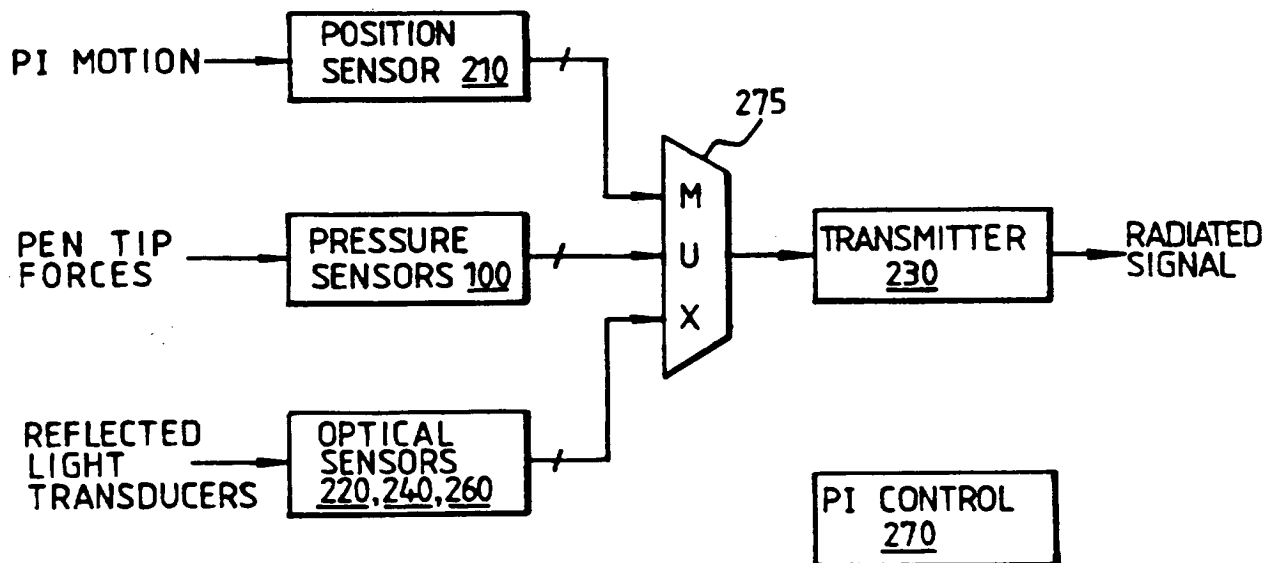 PI MOTION
POSITION
SENSOR 210
275
PEN TIP
FORCES
PRESSURE
SENSORS 100
M
U
X
TRANSMITTER
230
RADIATED
SIGNAL
REFLECTED
LIGHT
TRANSDUCERS
OPTICAL
SENSORS
220, 240, 260
PI CONTROL
270